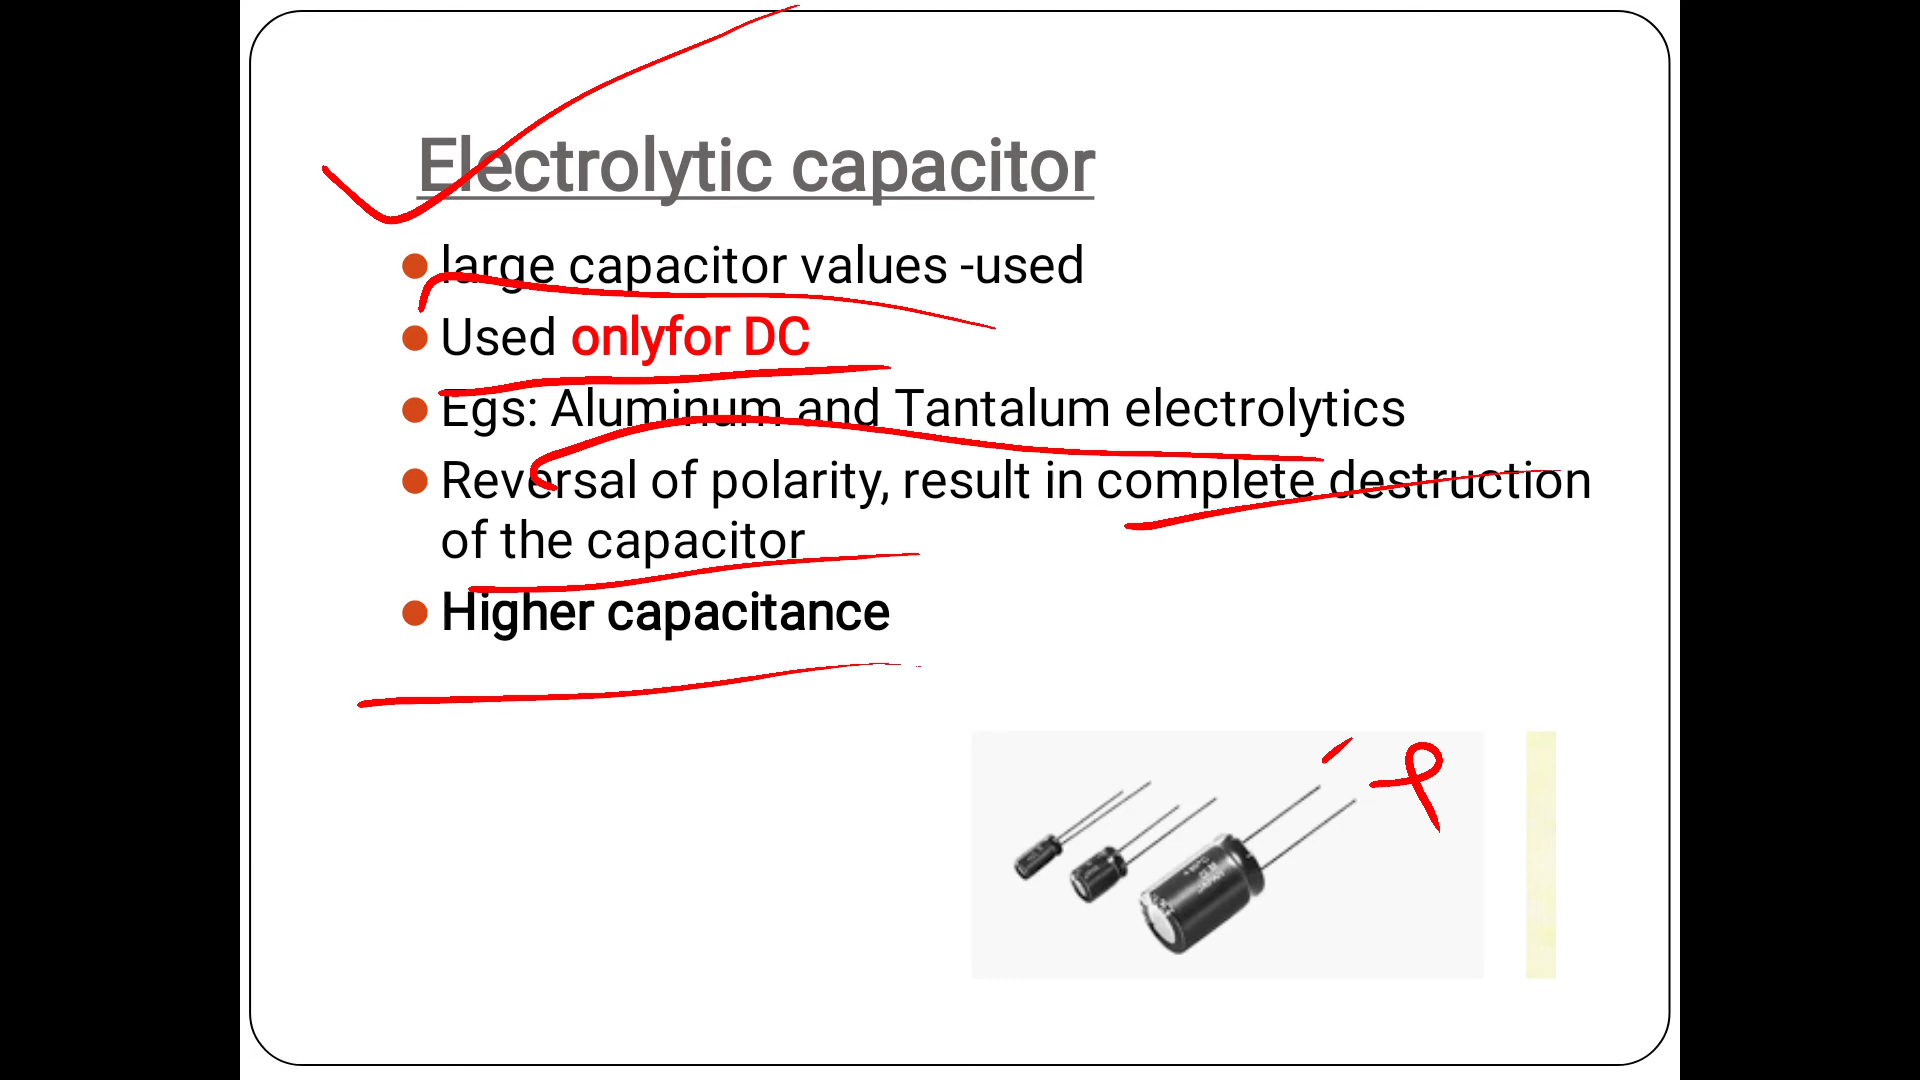 Electrolytic capacitor
large capacitor values -used
Used onlyfor DC
Egs: Aluminum and Tantalum electrolytics
Reversal of polarity, result in complete destruction
of the capacitor
Higher capacitance